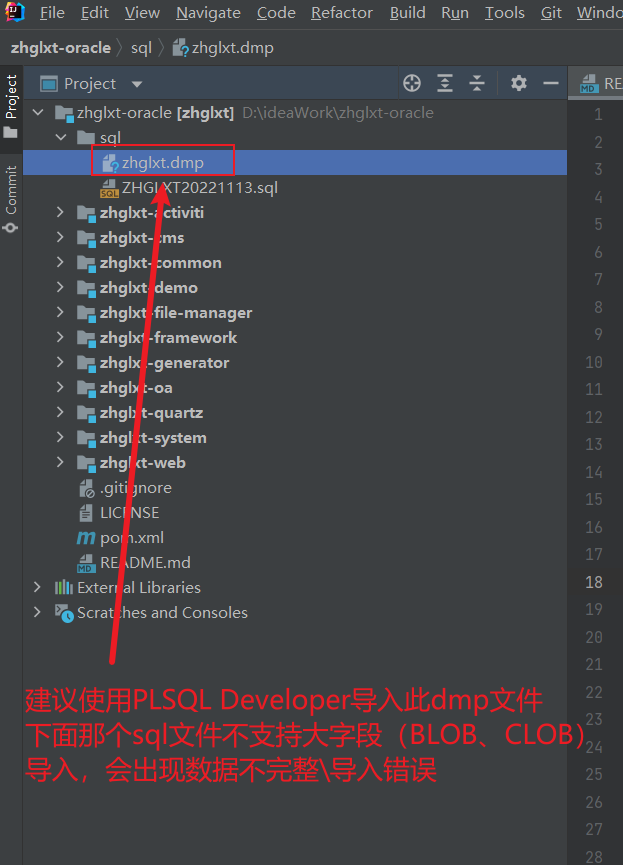 File Edit View Navigate Code Refactor Build Run Tools Git Windo
zhglxt-oracle sql zhglxt.dmp
Project
Commit
Project
RE
zhglxt-oracle [zhglxt] D:\ideaWork\zhglxt-oracle
sql
zhglxt.dmp
ZHGLXT20221113.sql
zhglxt-activiti
zhglxt-cms
zhglxt-common
zhglxt-demo
zhglxt-file-manager
zhglxt-framework
zhglxt-generator
zhglxt-oa
zhglxt-quartz
zhglxt-system
zhglxt-web
.gitignore
LICENSE
pom.xml
README.md
External Libraries
Scratches and Consoles
建议使用PLSQL Developer导入此dmp文件
下面那个sql文件不支持大字段（BLOB、CLOB）
导入，会出现数据不完整\导入错误
1
2
3
4
5
6
7
8
9
10
11
12
13
14
15
16
17
18
19
20
21
22
23
24
25
26
27
28